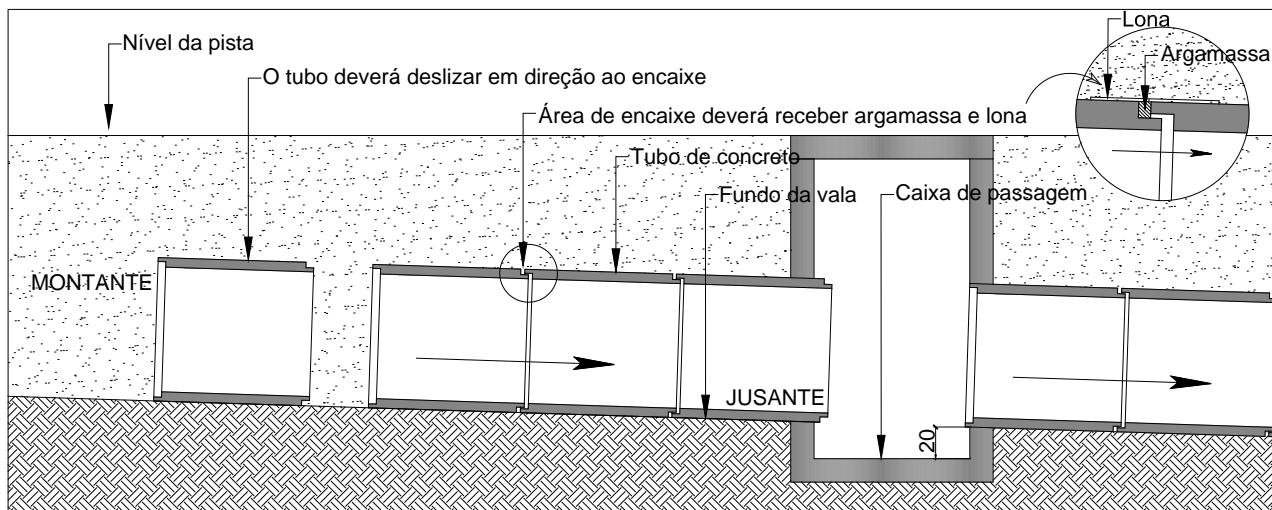 Lona
Nível da pista
Argamassa
O tubo deverá deslizar em direção ao encaixe
Área de encaixe deverá receber argamassa e lona
Tubo de concreto
Fundo da vala
Caixa de passagem
MONTANTE
JUSANTE
20